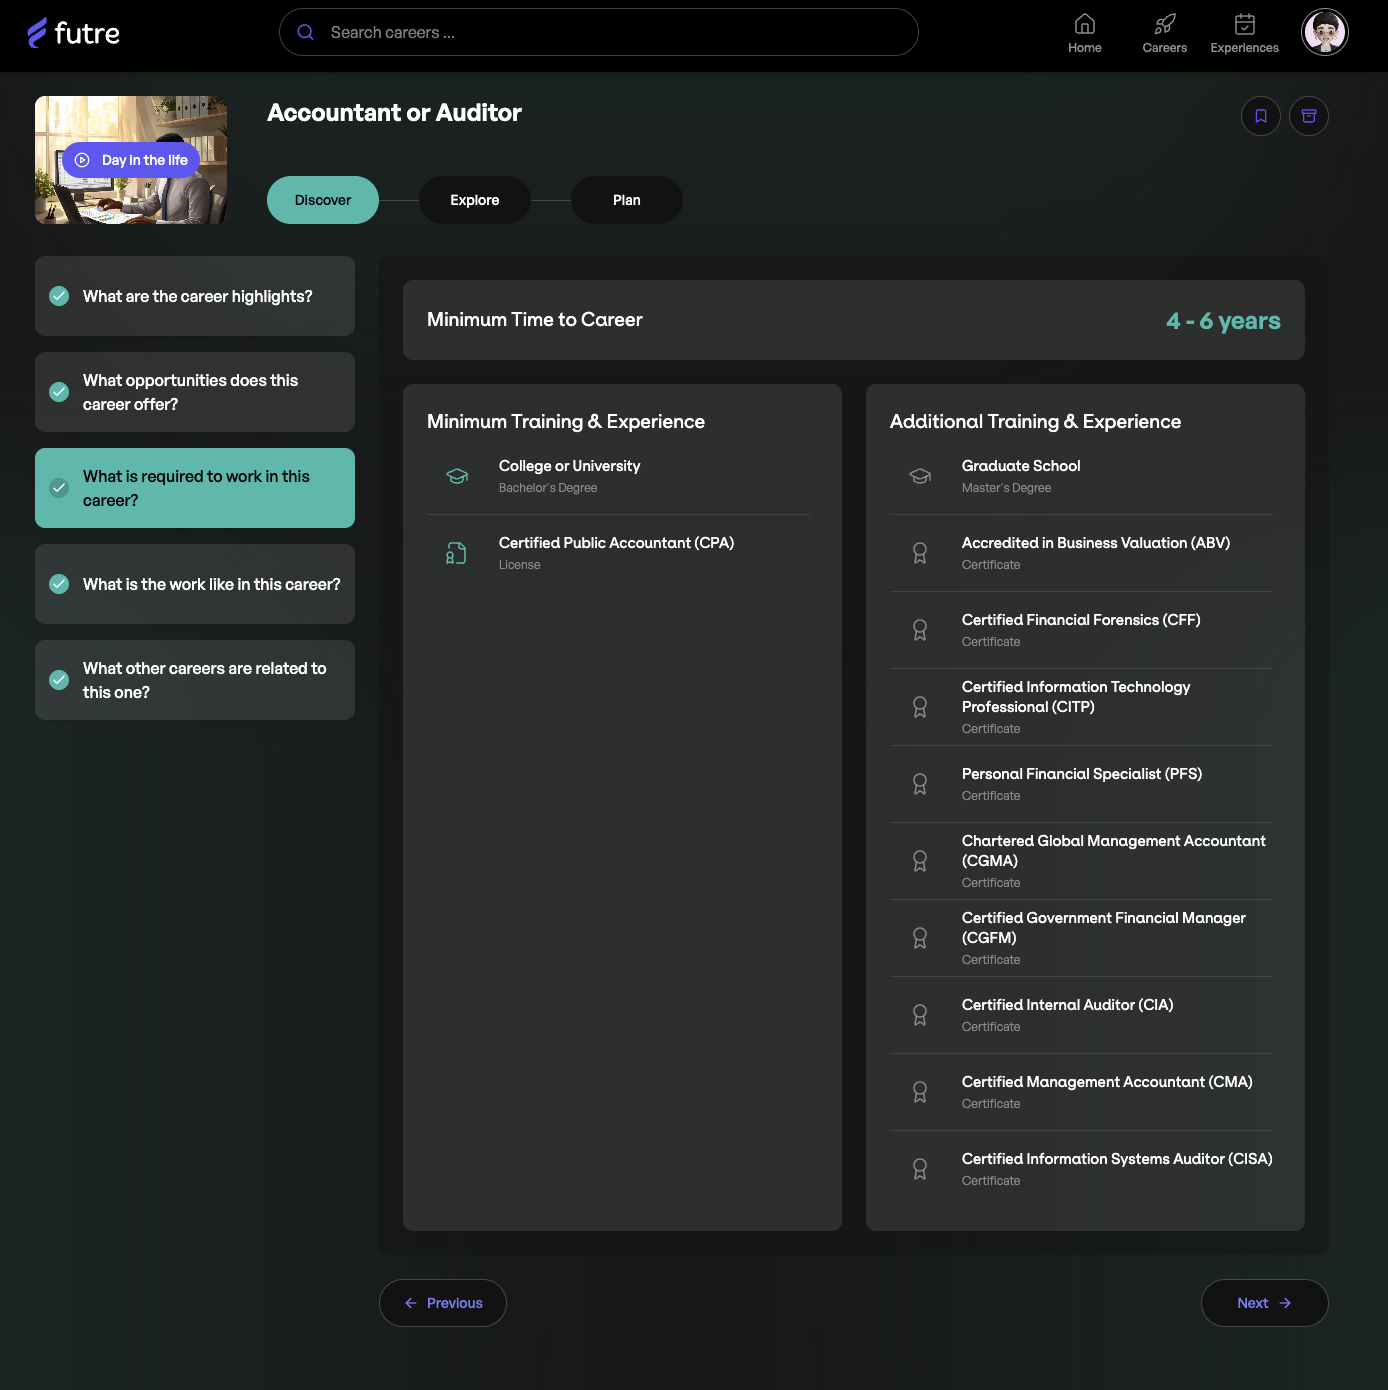 futre
Search careers ...
Home
Careers
Experiences
Day in the life
Accountant or Auditor
Discover
Explore
Plan
What are the career highlights?
What opportunities does this
career offer?
What is required to work in this
career?
What is the work like in this career?
What other careers are related to
this one?
Minimum Time to Career
4 - 6 years
Minimum Training & Experience
College or University
Bachelor's Degree
Certified Public Accountant (CPA)
License
Additional Training & Experience
Graduate School
Master's Degree
Accredited in Business Valuation (ABV)
Certificate
Certified Financial Forensics (CFF)
Certificate
Certified Information Technology
Professional (CITP)
Certificate
Personal Financial Specialist (PFS)
Certificate
Chartered Global Management Accountant
(CGMA)
Certificate
Certified Government Financial Manager
(CGFM)
Certificate
Certified Internal Auditor (CIA)
Certificate
Certified Management Accountant (CMA)
Certificate
Certified Information Systems Auditor (CISA)
Certificate
Previous
Next